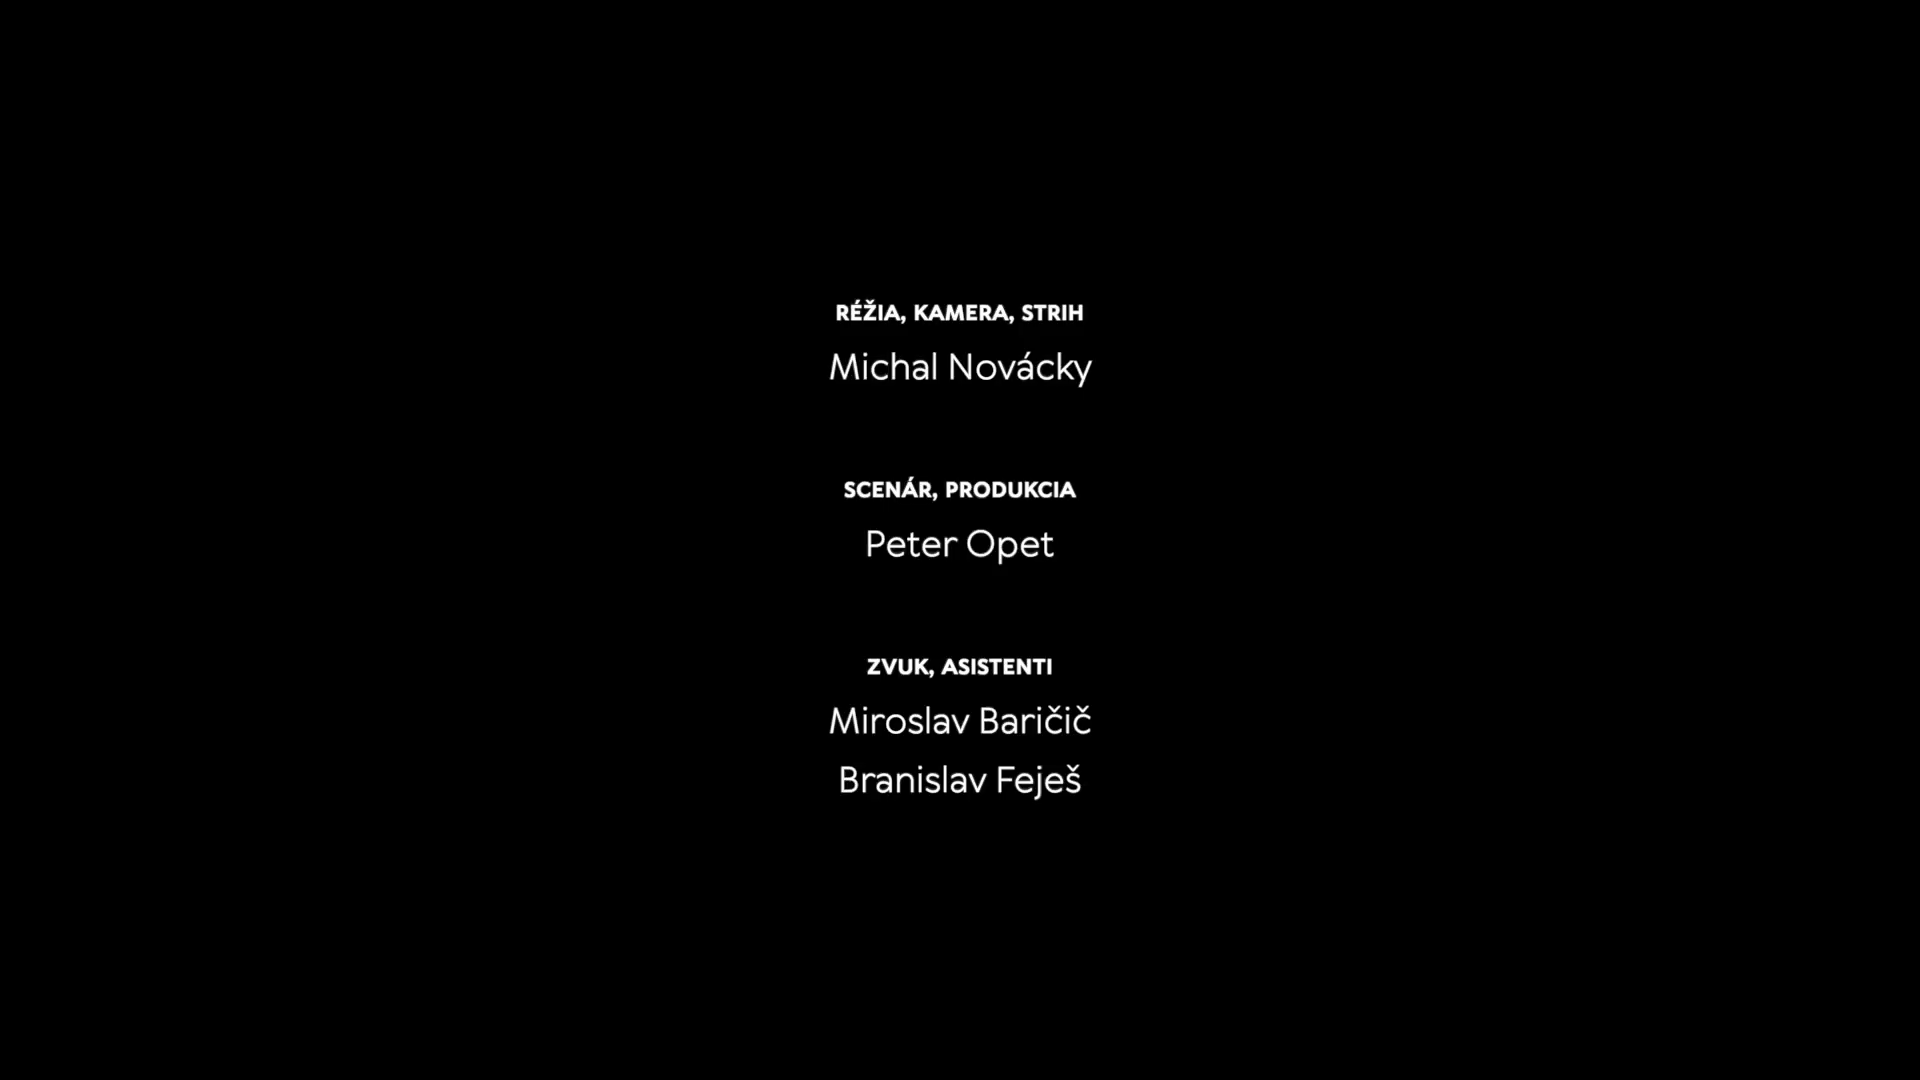 RÉŽIA, KAMERA, STRIH
Michal Novácky
SCENÁR, PRODUKCIA
Peter Opet
ZVUK, ASISTENTI
Miroslav Baričič
Branislav Feješ